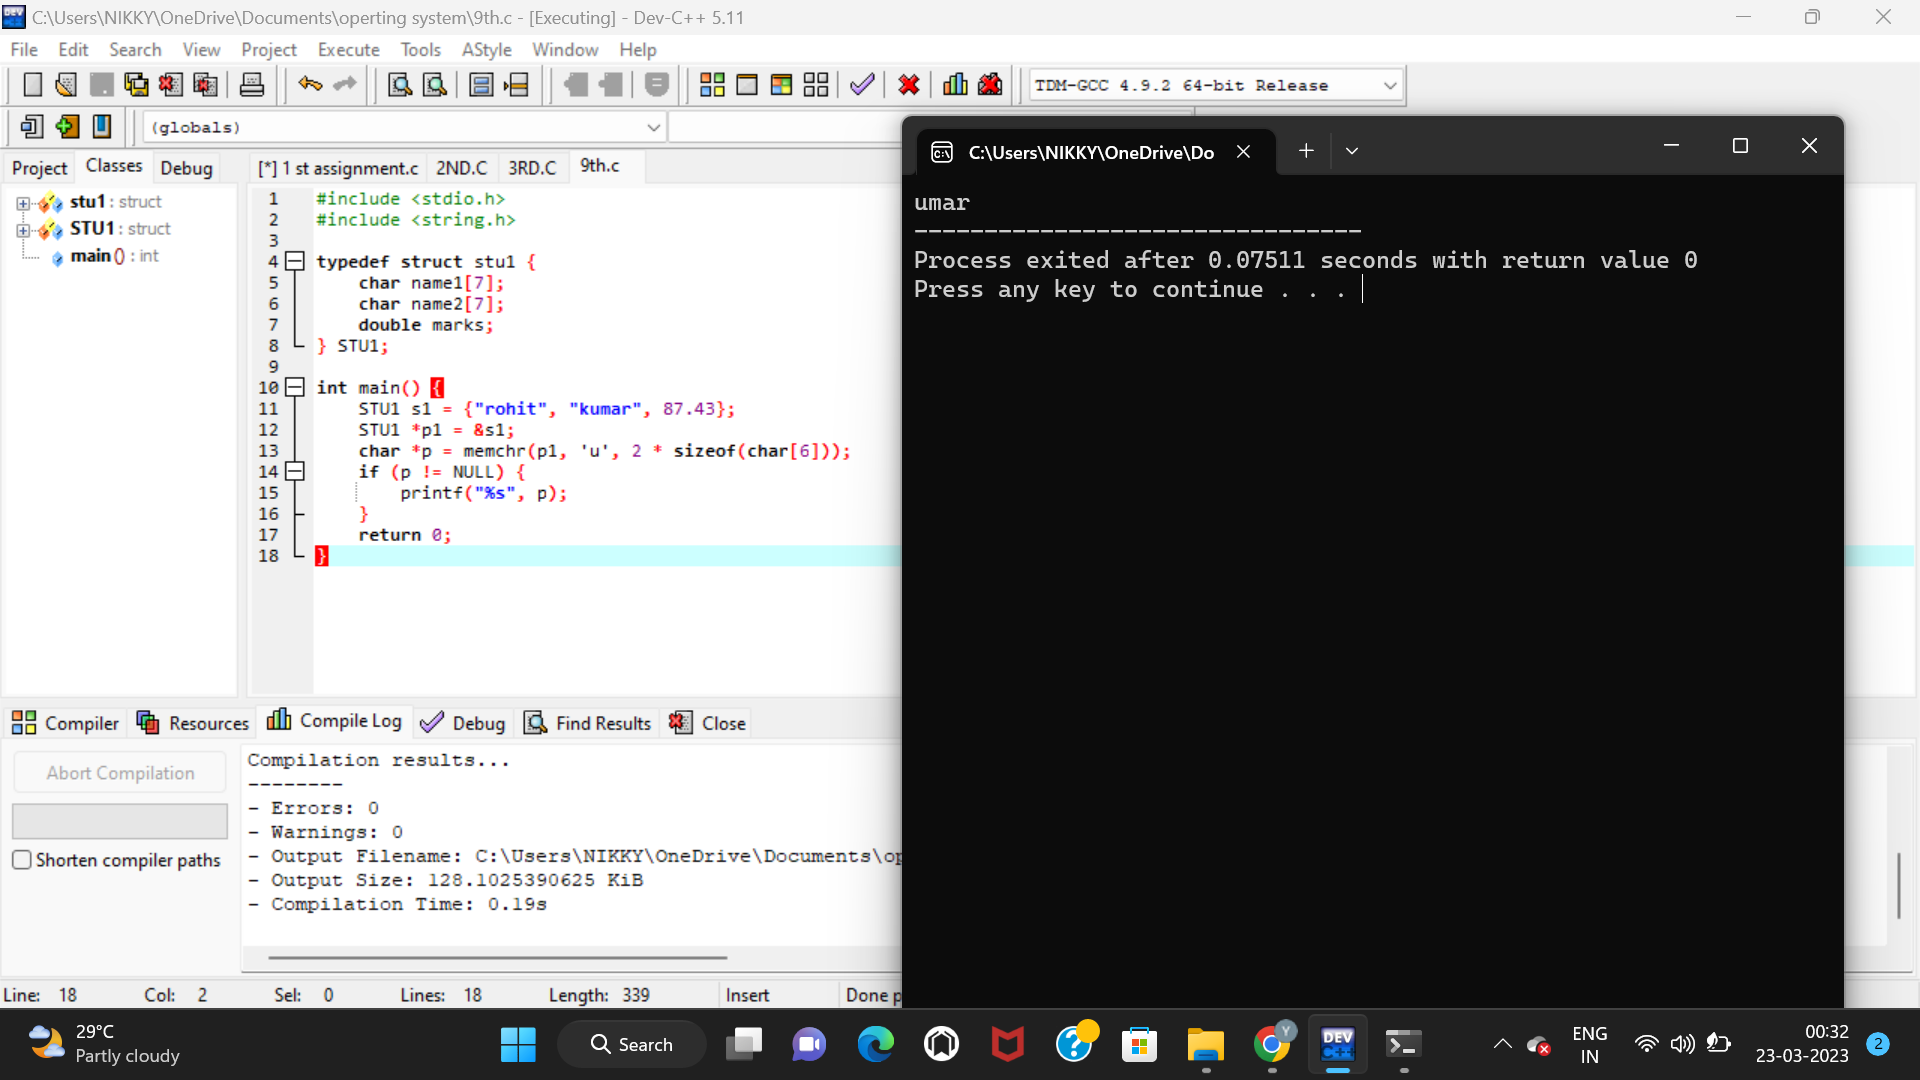 C:\Users\NIKKY\OneDrive\Documents\operting system\9th.c - [Executing] - Dev-C++ 5.11
File Edit Search View Project Execute Tools AStyle Window Help
TDM-GCC 4.9.2 64-bit Release
(globals)
Project Classes Debug
[*] 1 st assignment.c 2ND.C 3RD.C 9th.c
stu1 : struct
STU1 : struct
main () : int
1 #include <stdio.h>
2 #include <string.h>
3
4 typedef struct stu1 {
5 char name1[7];
6 char name2[7];
7 double marks;
8 } STU1;
9
10 int main() {
11 STU1 s1 = {"rohit", "kumar", 87.43};
12 STU1 *p1 = &s1;
13 char *p = memchr(p1, 'u', 2 * sizeof(char[6]));
14 if (p != NULL) {
15 printf("%s", p);
16 }
17 return 0;
18 }
C:\Users\NIKKY\OneDrive\Do
umar
--------------------------------
Process exited after 0.07511 seconds with return value 0
Press any key to continue . . .
Compiler Resources Compile Log Debug Find Results Close
Abort Compilation
Shorten compiler paths
Compilation results...
--------
- Errors: 0
- Warnings: 0
- Output Filename: C:\Users\NIKKY\OneDrive\Documents\op
- Output Size: 128.1025390625 KiB
- Compilation Time: 0.19s
Line: 18 Col: 2 Sel: 0 Lines: 18 Length: 339 Insert Done p
29°C
Partly cloudy
Search
DEV
C++
Y
ENG
IN
00:32
23-03-2023
2